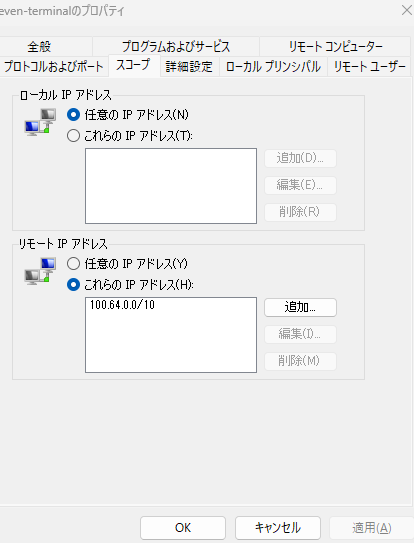 even-terminalのプロパティ
全般 プログラムおよびサービス リモート コンピューター
プロトコルおよびポート スコープ 詳細設定 ローカル プリンシパル リモート ユーザー
ローカル IP アドレス
任意の IP アドレス(N)
これらの IP アドレス(T):
追加(D)...
編集(E)...
削除(R)
リモート IP アドレス
任意の IP アドレス(Y)
これらの IP アドレス(H):
100.64.0.0/10
追加...
編集(I)...
削除(M)
OK キャンセル 適用(A)